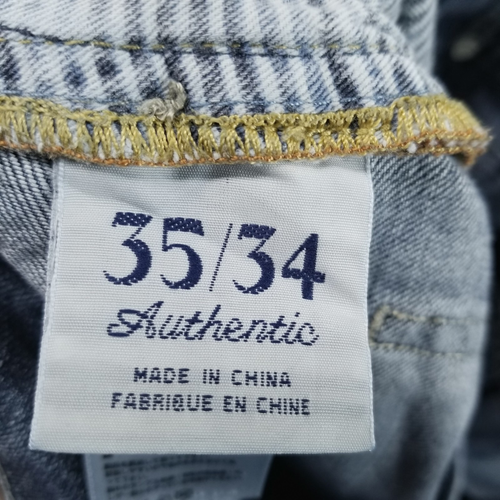 35/34
Authentic
MADE IN CHINA
FABRIQUE EN CHINE